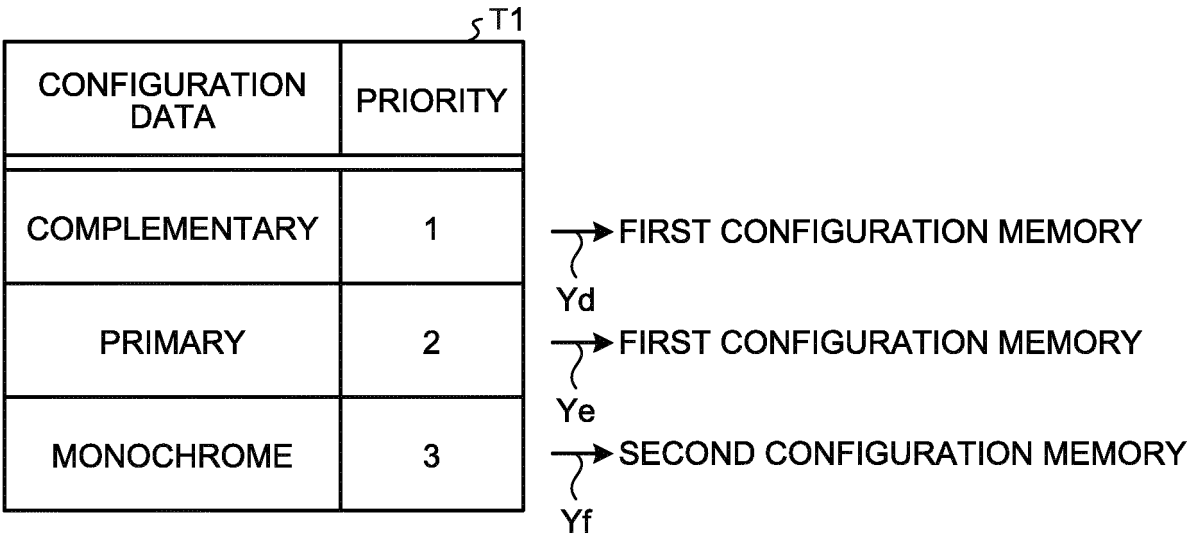 T1
CONFIGURATION
DATA
PRIORITY
COMPLEMENTARY 1 FIRST CONFIGURATION MEMORY
Yd
PRIMARY 2 FIRST CONFIGURATION MEMORY
Ye
MONOCHROME 3 SECOND CONFIGURATION MEMORY
Yf